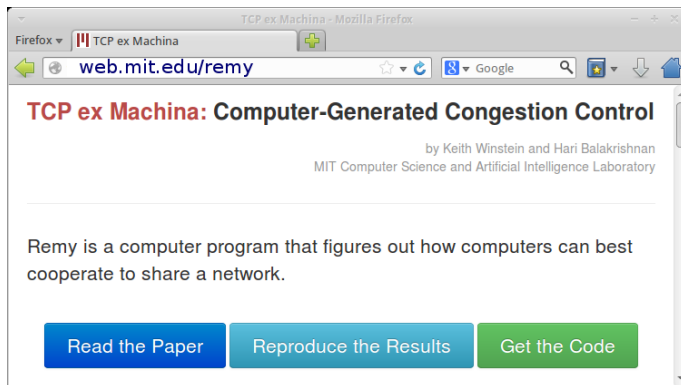 TCP ex Machina - Mozilla Firefox
Firefox
TCP ex Machina
web.mit.edu/remy
Google
TCP ex Machina: Computer-Generated Congestion Control
by Keith Winstein and Hari Balakrishnan
MIT Computer Science and Artificial Intelligence Laboratory
Remy is a computer program that figures out how computers can best
cooperate to share a network.
Read the Paper
Reproduce the Results
Get the Code